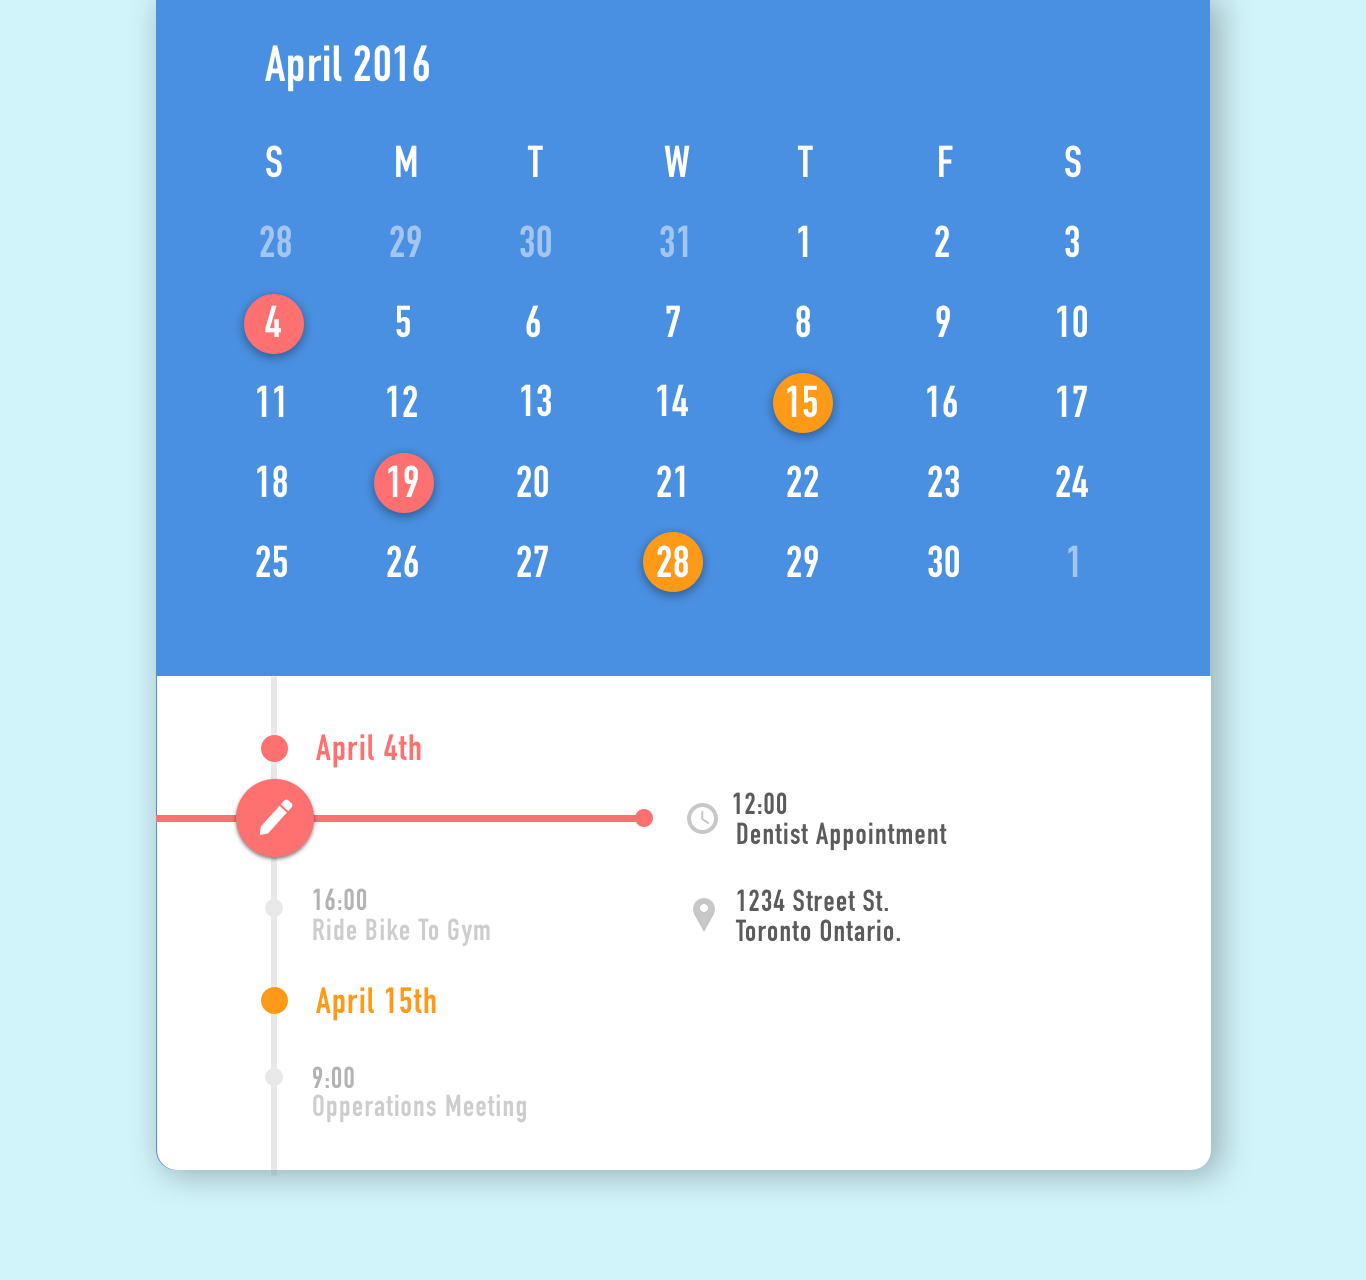 April 2016
S M T W T F S
28 29 30 31 1 2 3
4 5 6 7 8 9 10
11 12 13 14 15 16 17
18 19 20 21 22 23 24
25 26 27 28 29 30 1
April 4th
12:00
Dentist Appointment
16:00
Ride Bike To Gym
1234 Street St.
Toronto Ontario.
April 15th
9:00
Opperations Meeting